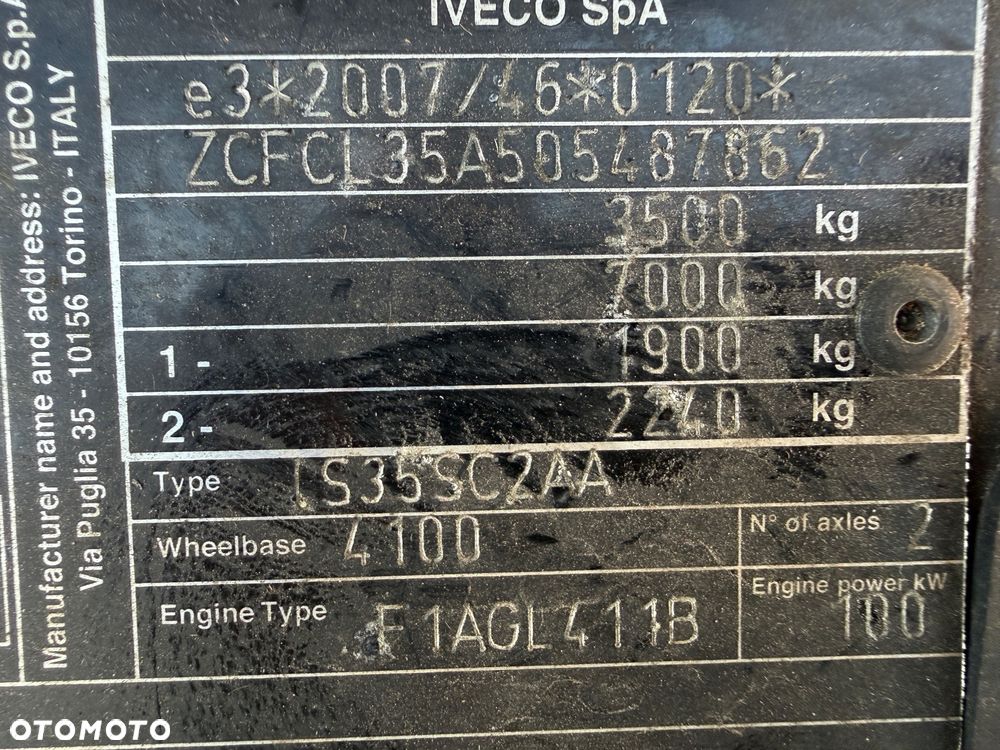 IVECO SpA
Manufacturer name and address: IVECO S.p.A
Via Puglia 35 - 10156 Torino - ITALY
e3*2007/46*0120*
ZCFCL35A505487862
3500 kg
7000 kg
1 - 1900 kg
2 - 2240 kg
Type IS35SC2AA
Wheelbase 4100 N° of axles 2
Engine Type F1AGL411B Engine power kW 100
OTOMOTO